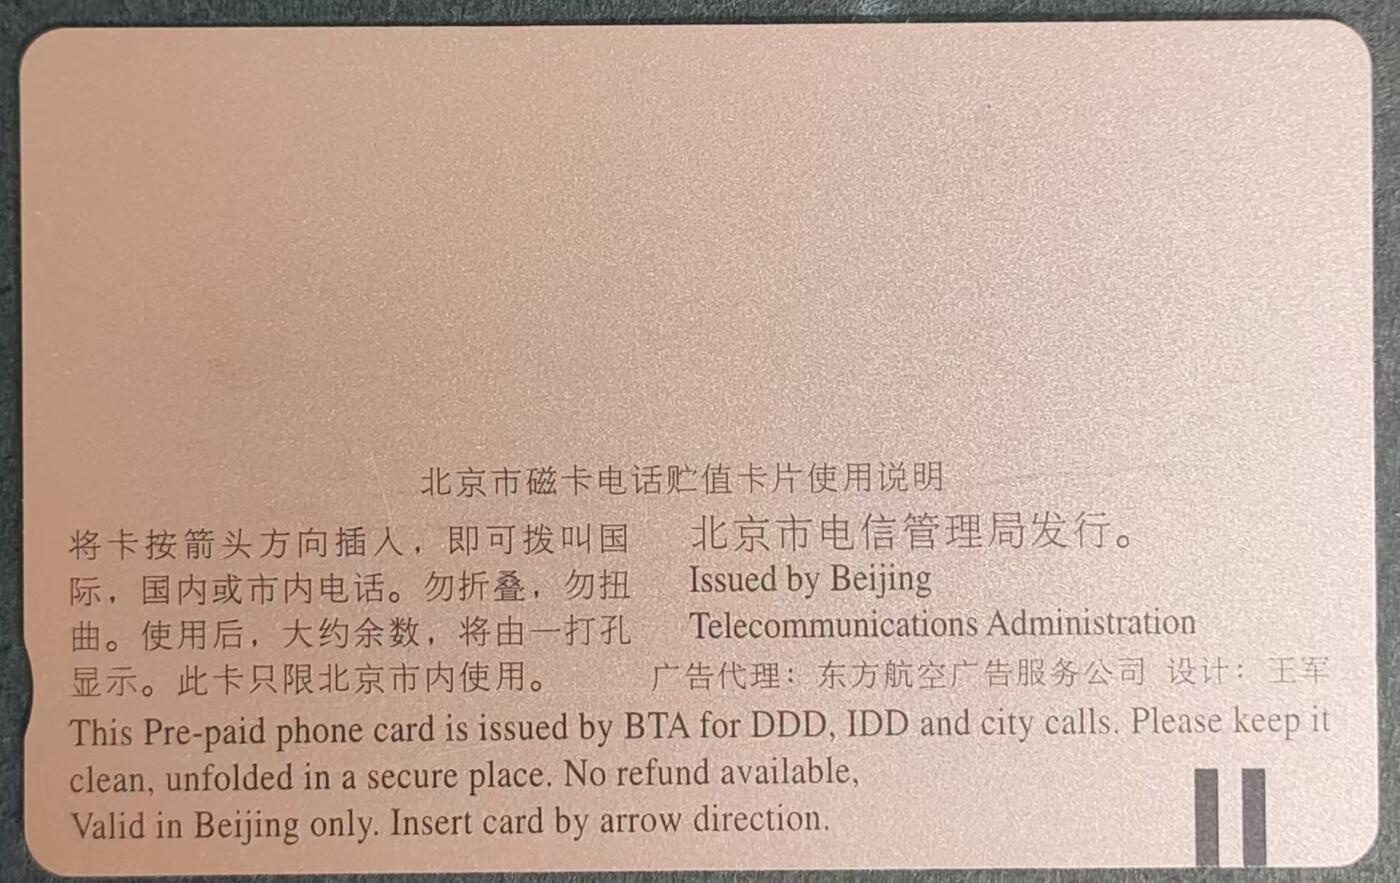 北京市磁卡电话贮值卡片使用说明
将卡按箭头方向插入，即可拨叫国
际，国内或市内电话。勿折叠，勿扭
曲。使用后，大约余数，将由一打孔
显示。此卡只限北京市内使用。
北京市电信管理局发行。
Issued by Beijing
Telecommunications Administration
广告代理：东方航空广告服务公司 设计：王军
This Pre-paid phone card is issued by BTA for DDD, IDD and city calls. Please keep it
clean, unfolded in a secure place. No refund available,
Valid in Beijing only. Insert card by arrow direction.